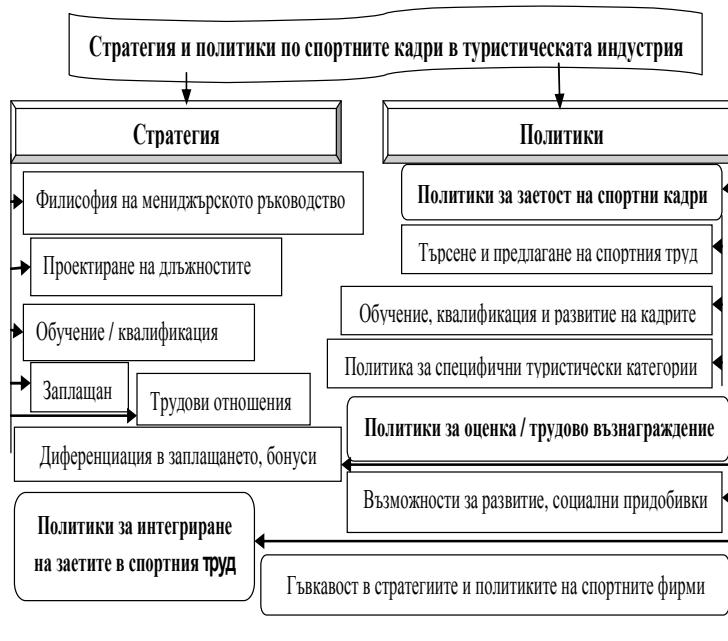 Стратегия и политики по спортните кадри в туристическата индустрия
Стратегия
Политики
Философия на мениджърското ръководство
Политики за заетост на спортни кадри
Проектиране на длъжностите
Търсене и предлагане на спортния труд
Обучение / квалификация
Обучение, квалификация и развитие на кадрите
Политика за специфични туристически категории
Заплащан
Трудови отношения
Политики за оценка / трудово възнаграждение
Диференциация в заплащането, бонуси
Възможности за развитие, социални придобивки
Политики за интегриране
на заетите в спортния труд
Гъвкавост в стратегиите и политиките на спортните фирми